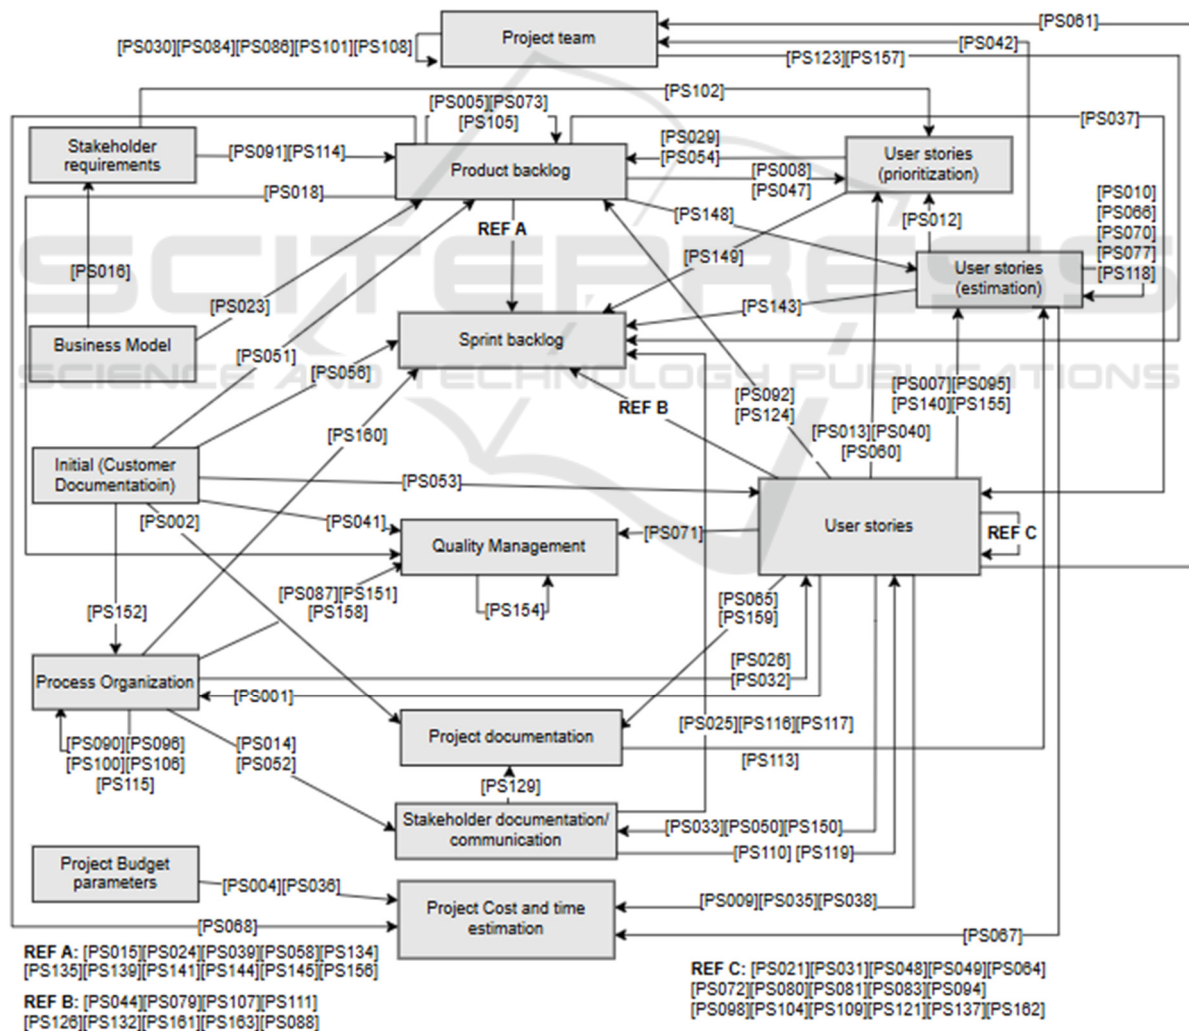 [PS061]
Project team
[PS030][PS084][PS086][PS101][PS108]
[PS042]
[PS123][PS157]
[PS102]
[PS005][PS073]
[PS105]
[PS037]
Stakeholder
requirements
[PS029]
[PS054]
User stories
(prioritization)
[PS091][PS114]
Product backlog
[PS008]
[PS047]
[PS018]
[PS010]
[PS066]
[PS070]
[PS077]
[PS118]
[PS148]
[PS012]
REF A
[PS016]
[PS149]
User stories
(estimation)
SCITEPRESS
[PS023]
[PS143]
Business Model
Sprint backlog
[PS051]
[PS056]
SCIENCE AND TECHNOLOGY PUBLICATIONS
[PS007][PS095]
[PS140][PS155]
[PS092]
[PS124]
REF B
[PS160]
[PS013][PS040]
[PS060]
Initial (Customer
Documentatioin)
[PS053]
[PS002]
[PS041]
User stories
[PS071]
REF C
Quality Management
[PS087][PS151]
[PS158]
[PS154]
[PS065]
[PS159]
[PS152]
[PS026]
[PS032]
Process Organization
[PS001]
[PS025][PS116][PS117]
[PS090][PS096]
[PS100][PS106]
[PS115]
[PS014]
[PS052]
Project documentation
[PS113]
[PS129]
Stakeholder documentation/
communication
[PS033][PS050][PS150]
[PS110] [PS119]
Project Budget
parameters
[PS004][PS036]
[PS009][PS035][PS038]
Project Cost and time
estimation
[PS068]
[PS067]
REF A: [PS015][PS024][PS039][PS058][PS134]
[PS135][PS139][PS141][PS144][PS145][PS156]
REF B: [PS044][PS079][PS107][PS111]
[PS126][PS132][PS161][PS163][PS088]
REF C: [PS021][PS031][PS048][PS049][PS064]
[PS072][PS080][PS081][PS083][PS094]
[PS098][PS104][PS109][PS121][PS137][PS162]